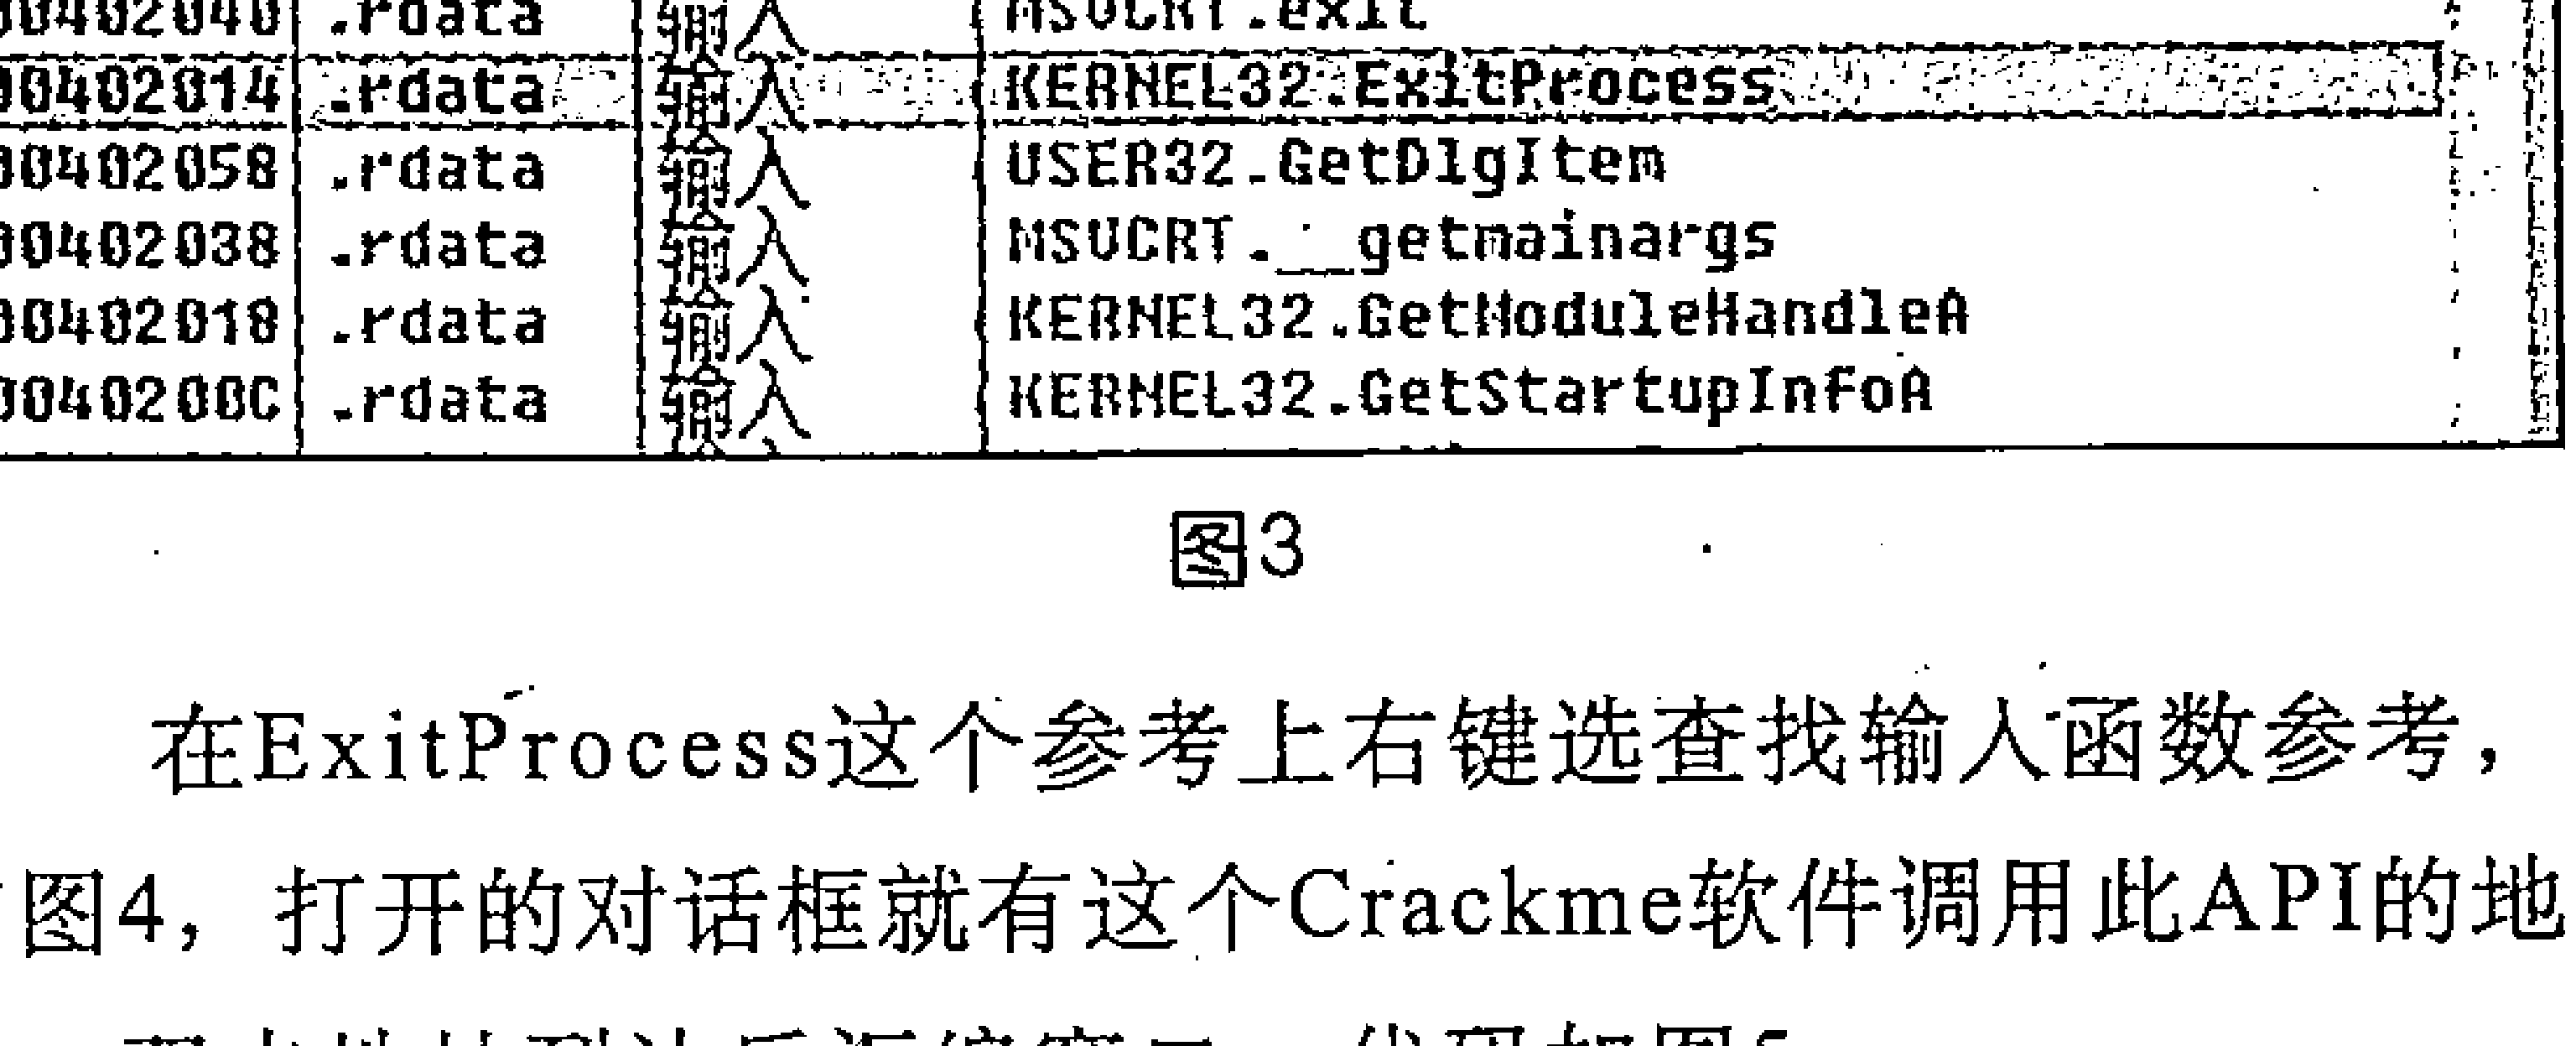 00402040 .rdata 输入 MSVCRT.exit
00402014 .rdata 输入 KERNEL32.ExitProcess
00402058 .rdata 输入 USER32.GetDlgItem
00402038 .rdata 输入 MSVCRT.__getmainargs
00402018 .rdata 输入 KERNEL32.GetModuleHandleA
0040200C .rdata 输入 KERNEL32.GetStartupInfoA
图3
在ExitProcess这个参考上右键选查找输入函数参考，
图4，打开的对话框就有这个Crackme软件调用此API的地